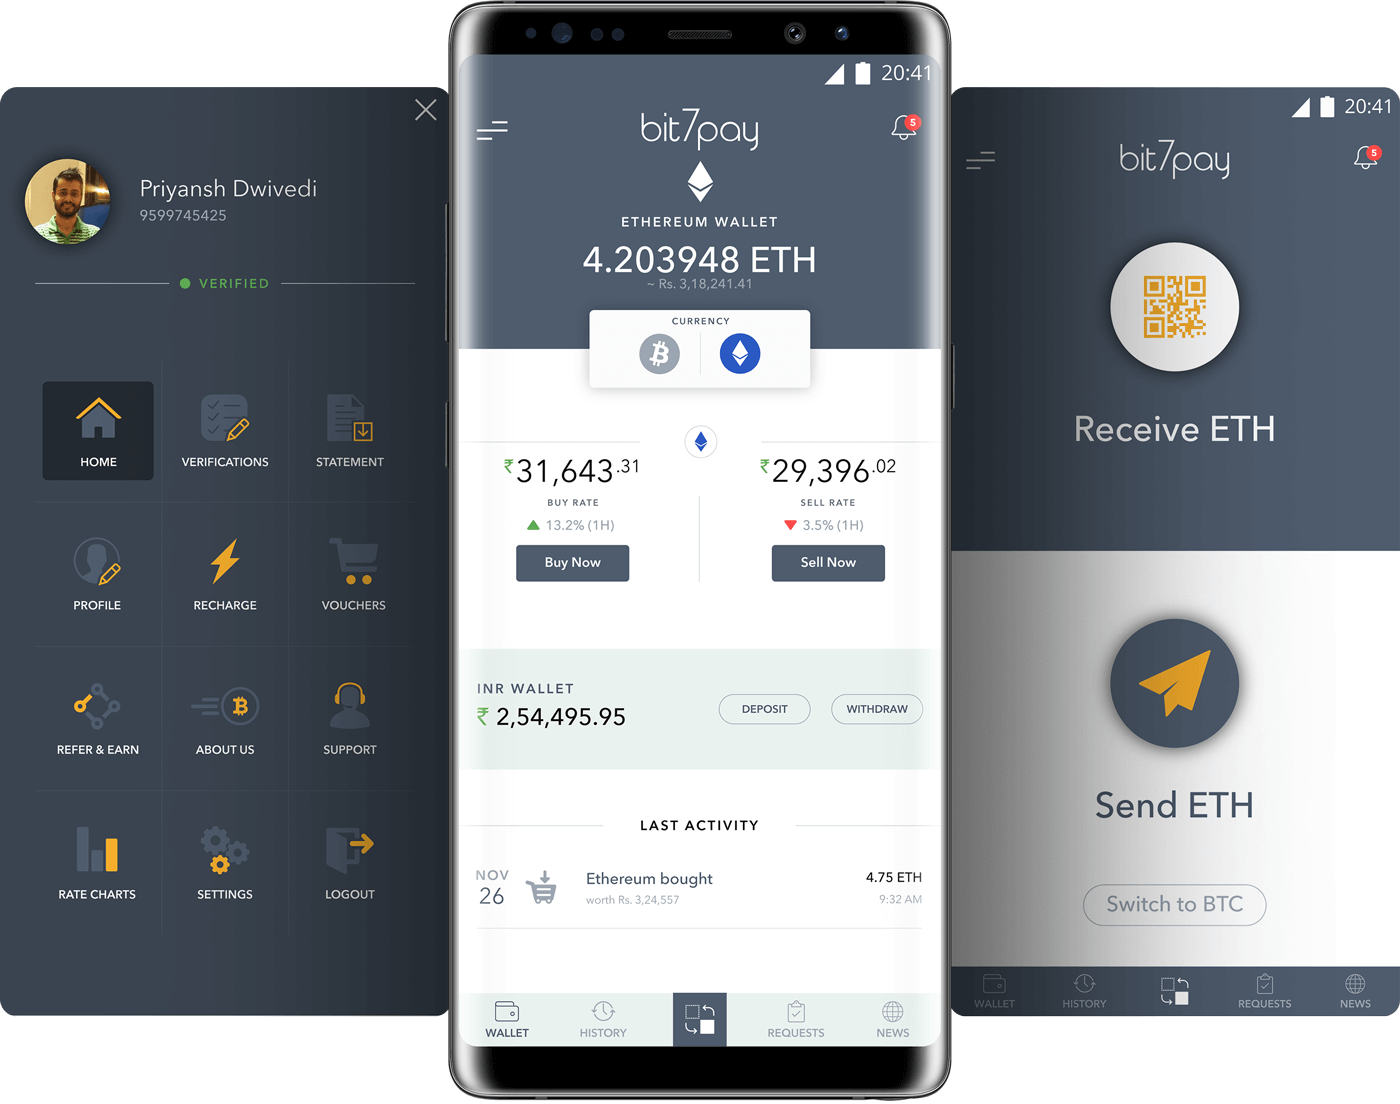 Priyansh Dwivedi
9599745425
VERIFIED
HOME
VERIFICATIONS
STATEMENT
PROFILE
RECHARGE
VOUCHERS
REFER & EARN
ABOUT US
SUPPORT
RATE CHARTS
SETTINGS
LOGOUT
20:41
bit7pay
5
ETHEREUM WALLET
4.203948 ETH
~ Rs. 3,18,241.41
CURRENCY
₹31,643.31
BUY RATE
13.2% (1H)
Buy Now
₹29,396.02
SELL RATE
3.5% (1H)
Sell Now
INR WALLET
₹ 2,54,495.95
DEPOSIT
WITHDRAW
LAST ACTIVITY
NOV
26
Ethereum bought
worth Rs. 3,24,557
4.75 ETH
9:32 AM
WALLET
HISTORY
REQUESTS
NEWS
20:41
bit7pay
5
Receive ETH
Send ETH
Switch to BTC
WALLET
HISTORY
REQUESTS
NEWS